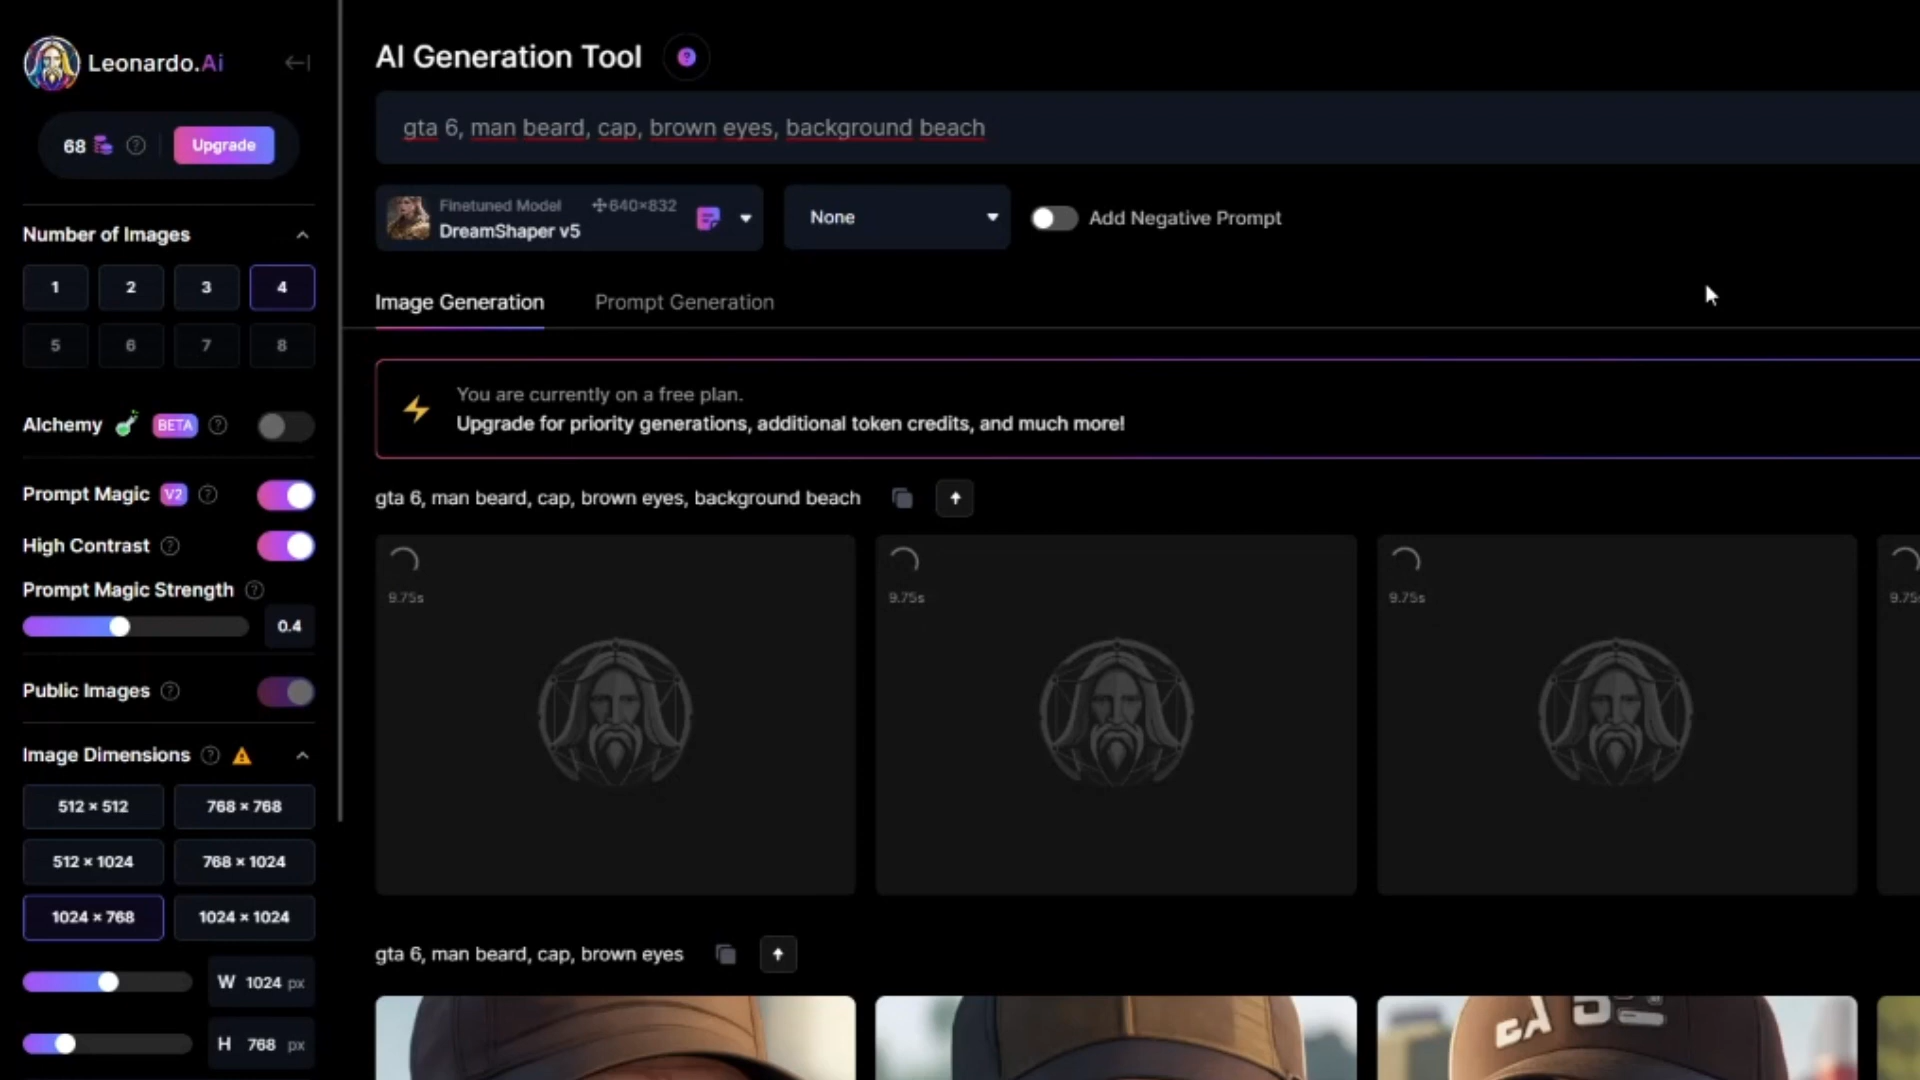 Leonardo.Ai
68
Upgrade
Number of Images
1 2 3 4
5 6 7 8
Alchemy BETA
Prompt Magic V2
High Contrast
Prompt Magic Strength
0.4
Public Images
Image Dimensions
512 × 512 768 × 768
512 × 1024 768 × 1024
1024 × 768 1024 × 1024
W 1024 px
H 768 px
AI Generation Tool
gta 6, man beard, cap, brown eyes, background beach
Finetuned Model 640×832
DreamShaper v5
None
Add Negative Prompt
Image Generation Prompt Generation
You are currently on a free plan.
Upgrade for priority generations, additional token credits, and much more!
gta 6, man beard, cap, brown eyes, background beach
9.75s 9.75s 9.75s 9.75s
gta 6, man beard, cap, brown eyes